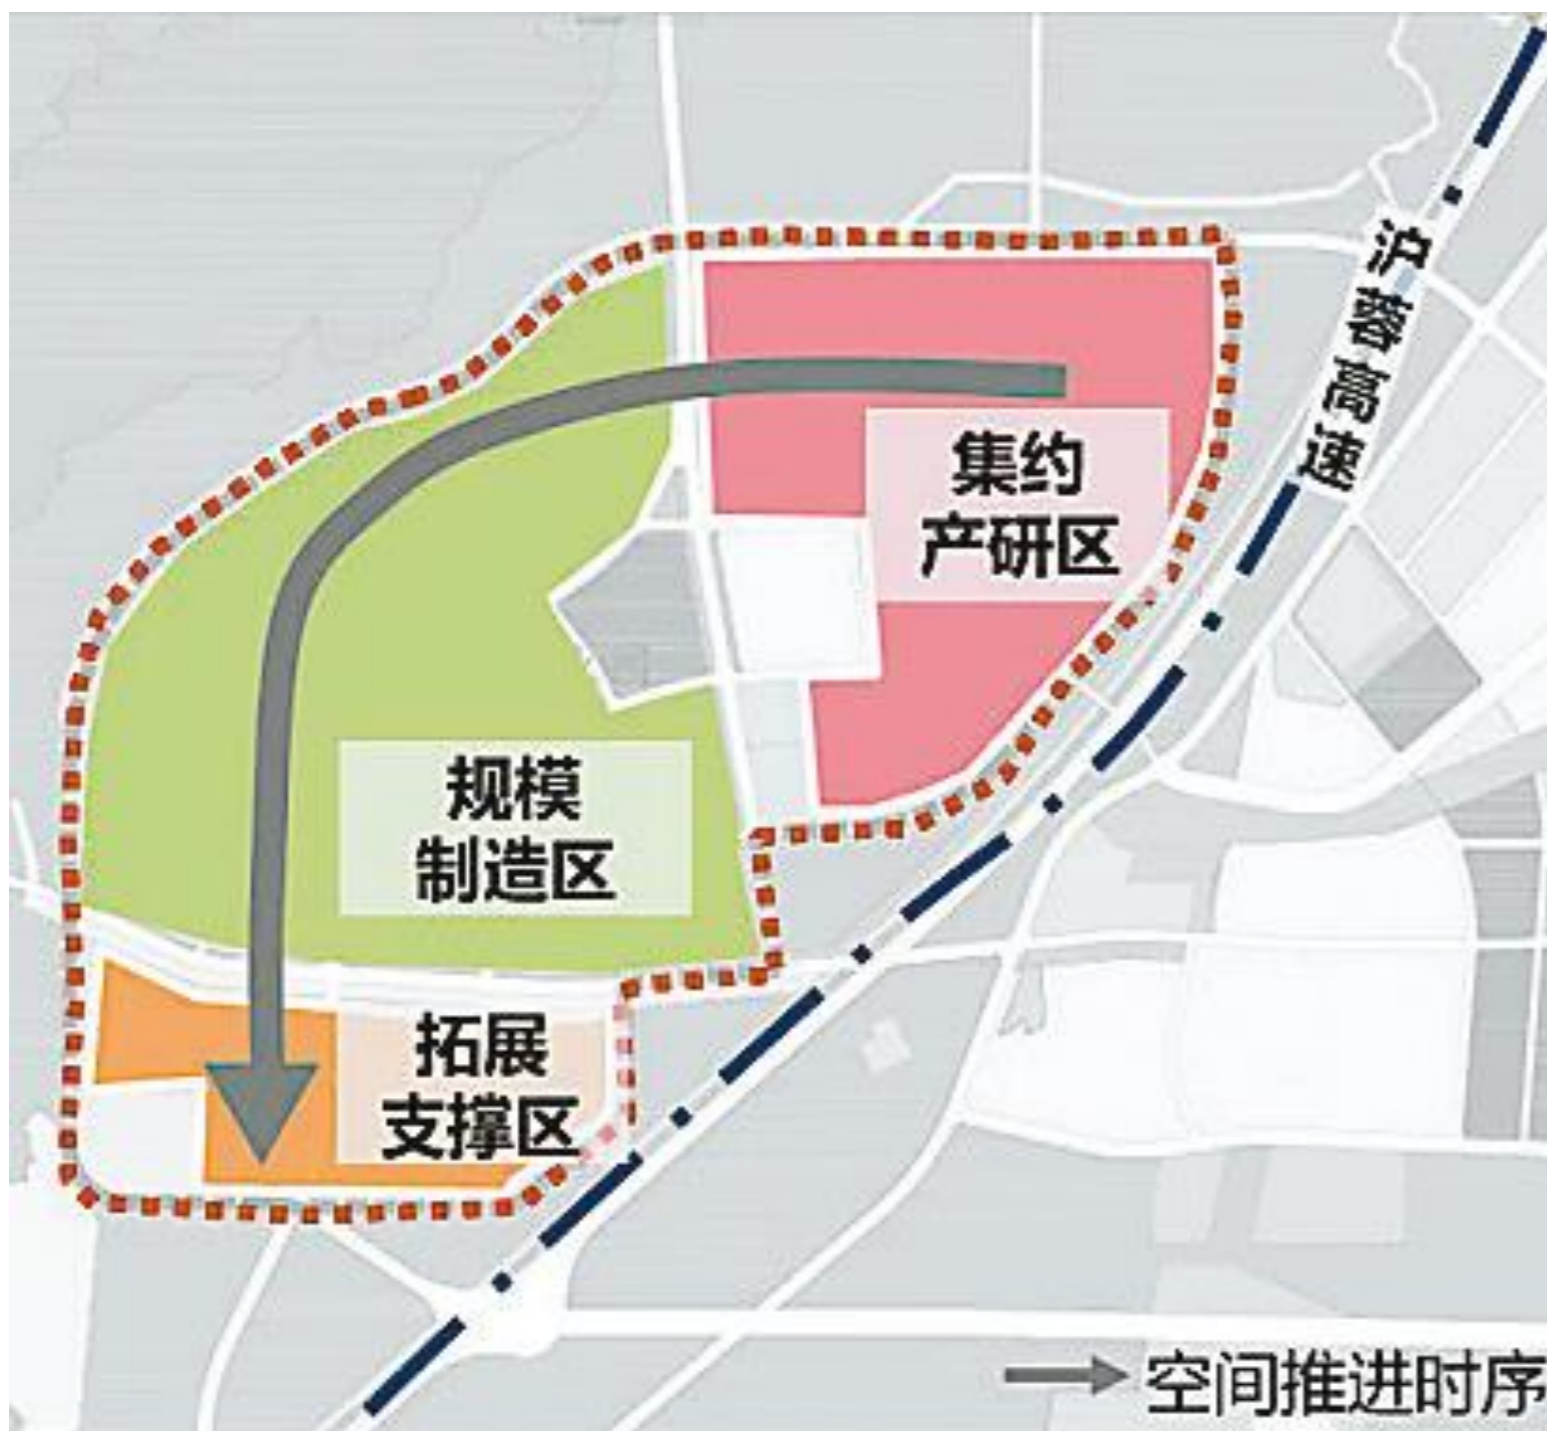 沪蓉高速
集约
产研区
规模
制造区
拓展
支撑区
空间推进时序